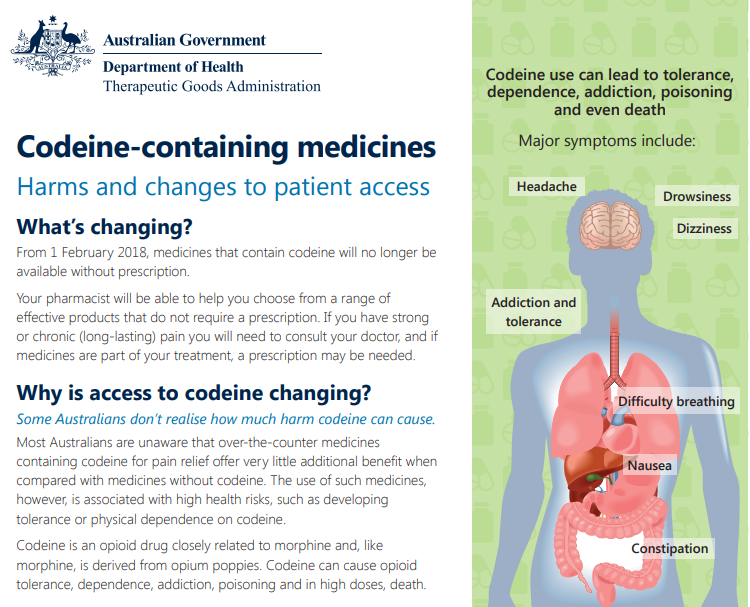 Australian Government
Department of Health
Therapeutic Goods Administration
Codeine-containing medicines
Harms and changes to patient access
What's changing?
From 1 February 2018, medicines that contain codeine will no longer be
available without prescription.
Your pharmacist will be able to help you choose from a range of
effective products that do not require a prescription. If you have strong
or chronic (long-lasting) pain you will need to consult your doctor, and if
medicines are part of your treatment, a prescription may be needed.
Why is access to codeine changing?
Some Australians don't realise how much harm codeine can cause.
Most Australians are unaware that over-the-counter medicines
containing codeine for pain relief offer very little additional benefit when
compared with medicines without codeine. The use of such medicines,
however, is associated with high health risks, such as developing
tolerance or physical dependence on codeine.
Codeine is an opioid drug closely related to morphine and, like
morphine, is derived from opium poppies. Codeine can cause opioid
tolerance, dependence, addiction, poisoning and in high doses, death.
Codeine use can lead to tolerance,
dependence, addiction, poisoning
and even death
Major symptoms include:
Headache
Drowsiness
Dizziness
Addiction and
tolerance
Difficulty breathing
Nausea
Constipation